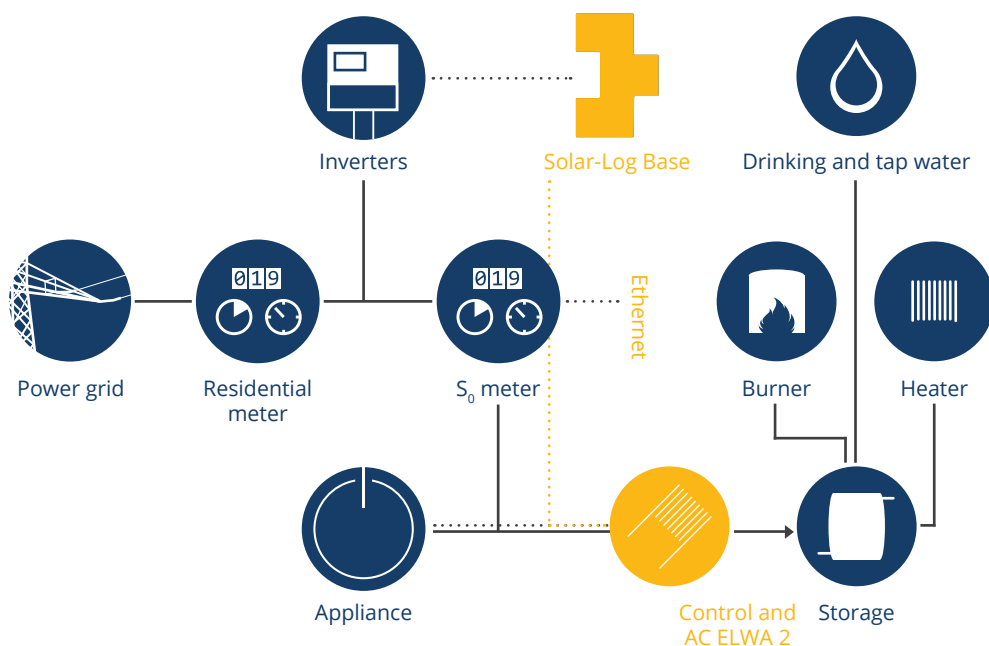 Inverters
Solar-Log Base
Drinking and tap water
019
019
Ethernet
Power grid
Residential
meter
S₀ meter
Burner
Heater
Appliance
Control and
AC ELWA 2
Storage